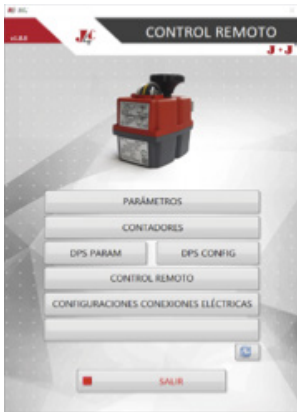 CONTROL REMOTO
J+J
PARÁMETROS
CONTADORES
DPS PARAM DPS CONFIG
CONTROL REMOTO
CONFIGURACIONES CONEXIONES ELÉCTRICAS
SALIR